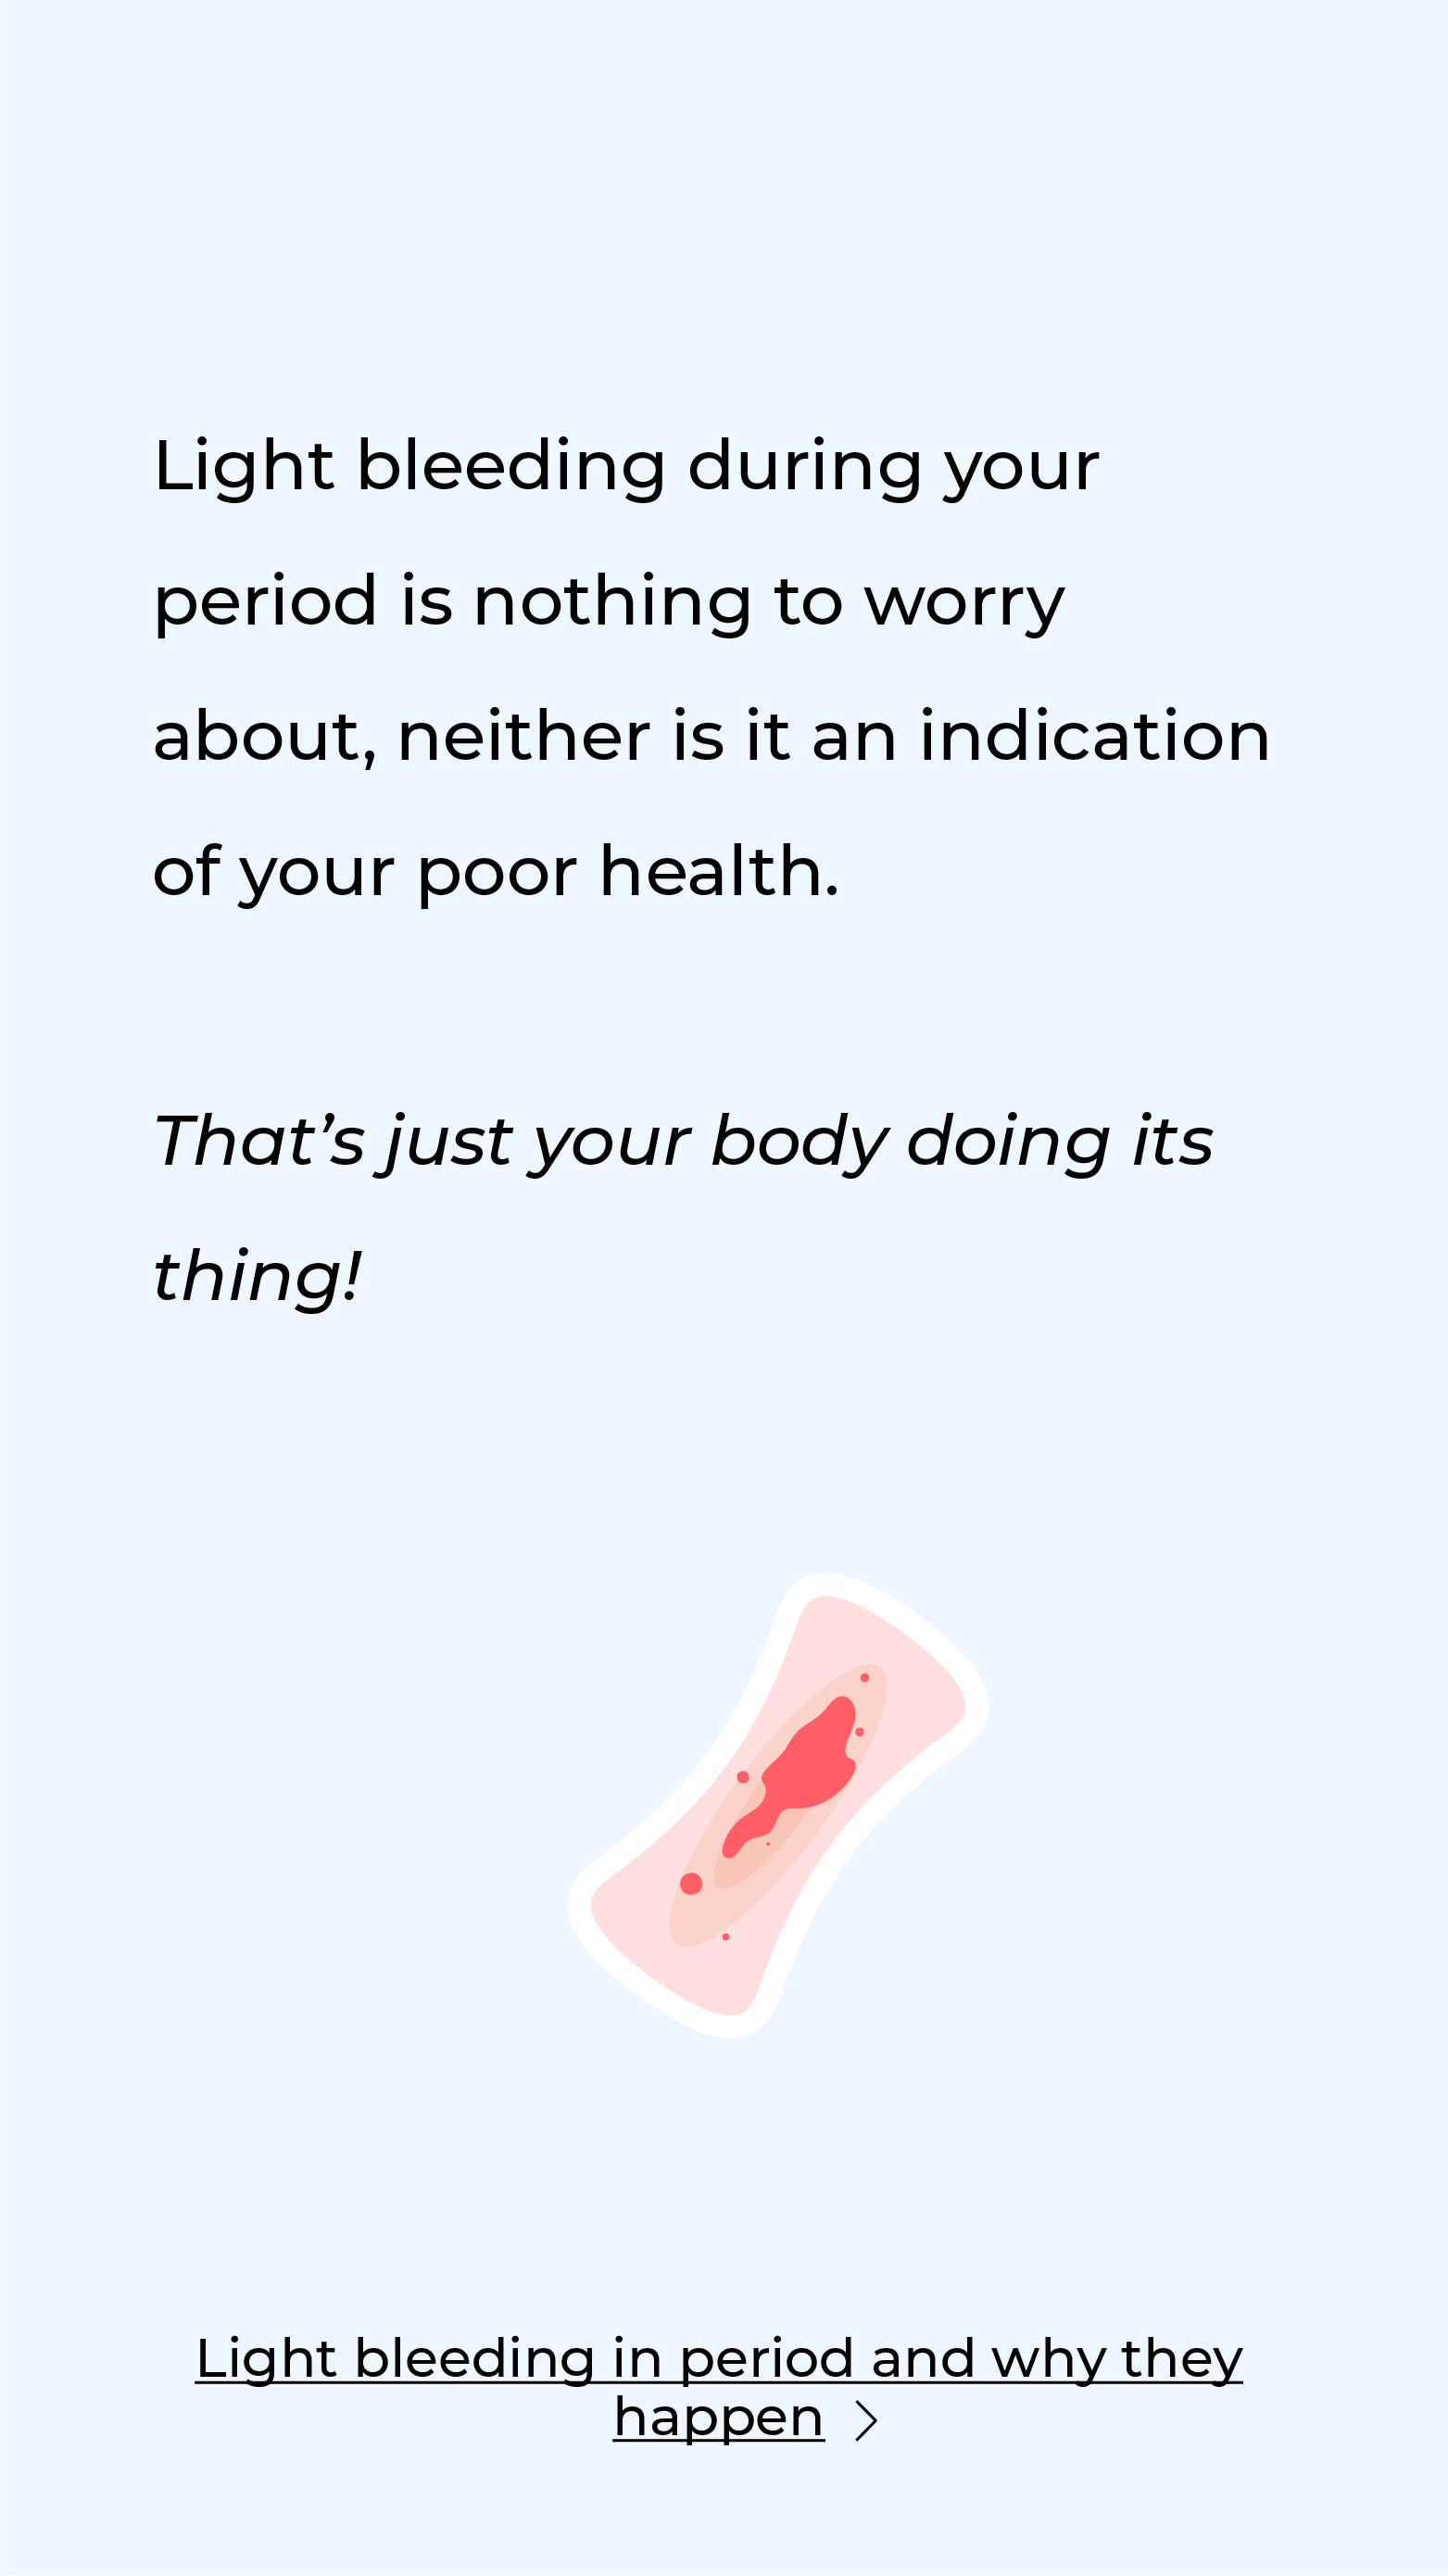 Light bleeding during your
period is nothing to worry
about, neither is it an indication
of your poor health.
That’s just your body doing its
thing!
Light bleeding in period and why they
happen